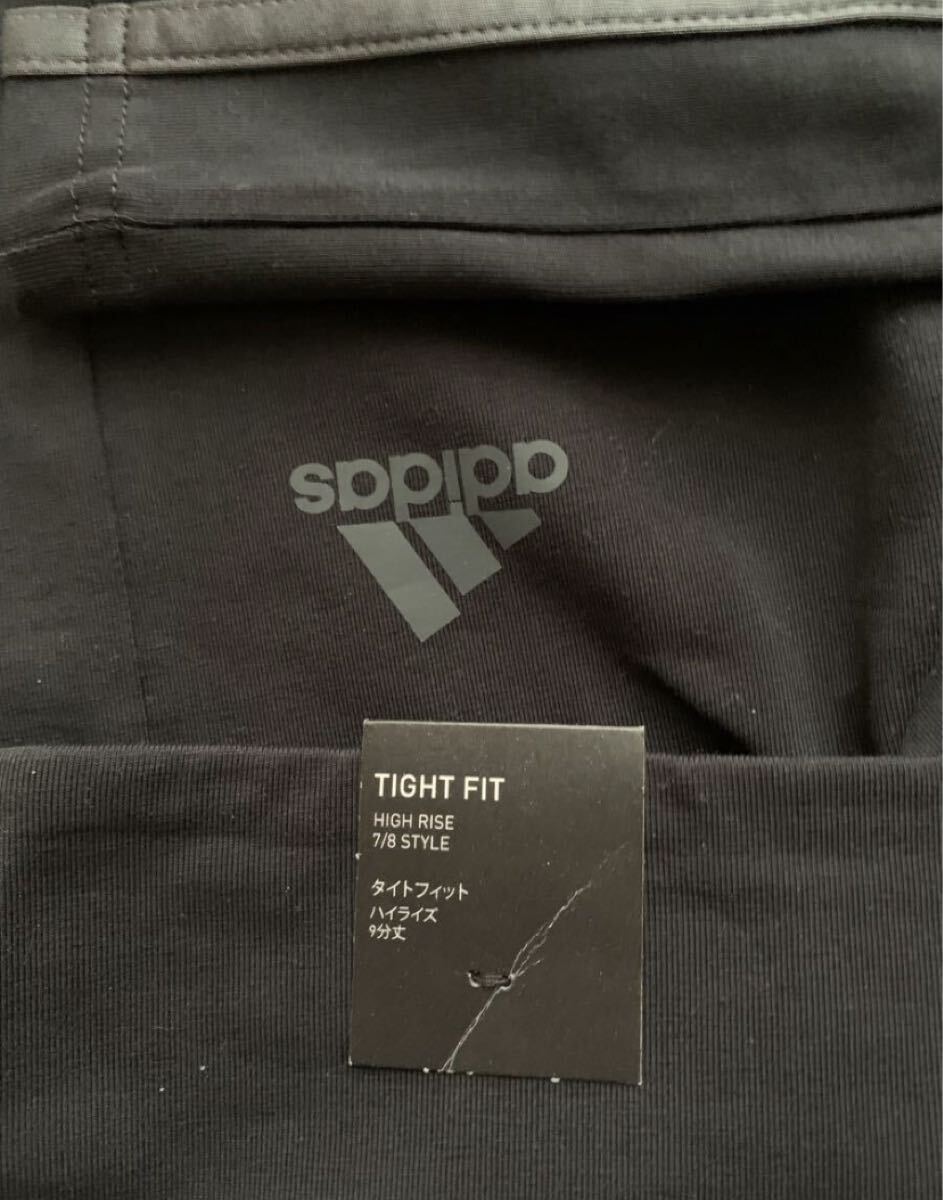 adidas
TIGHT FIT
HIGH RISE
7/8 STYLE
タイトフィット
ハイライズ
9分丈